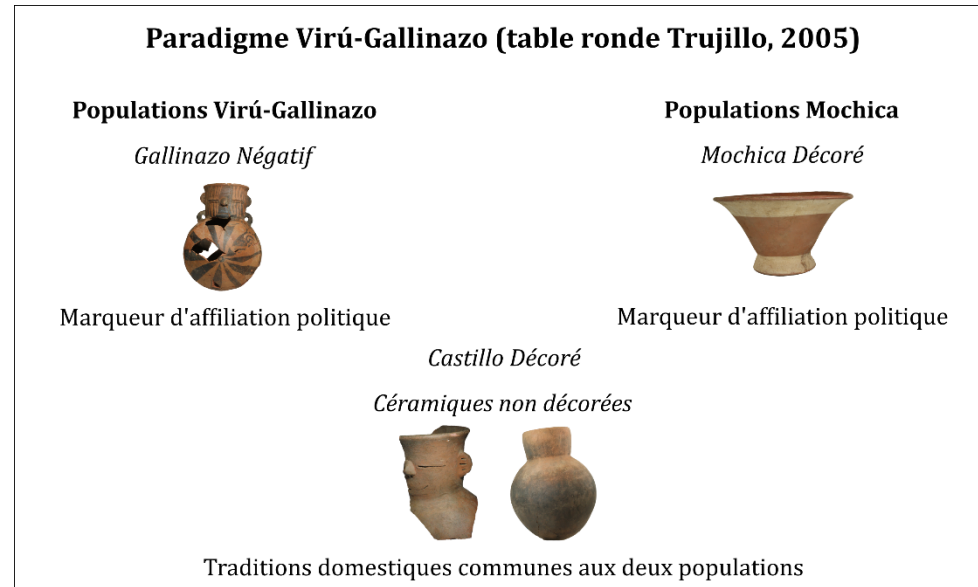 Paradigme Virú-Gallinazo (table ronde Trujillo, 2005)
Populations Virú-Gallinazo
Gallinazo Négatif
Marqueur d'affiliation politique
Populations Mochica
Mochica Décoré
Marqueur d'affiliation politique
Castillo Décoré
Céramiques non décorées
Traditions domestiques communes aux deux populations